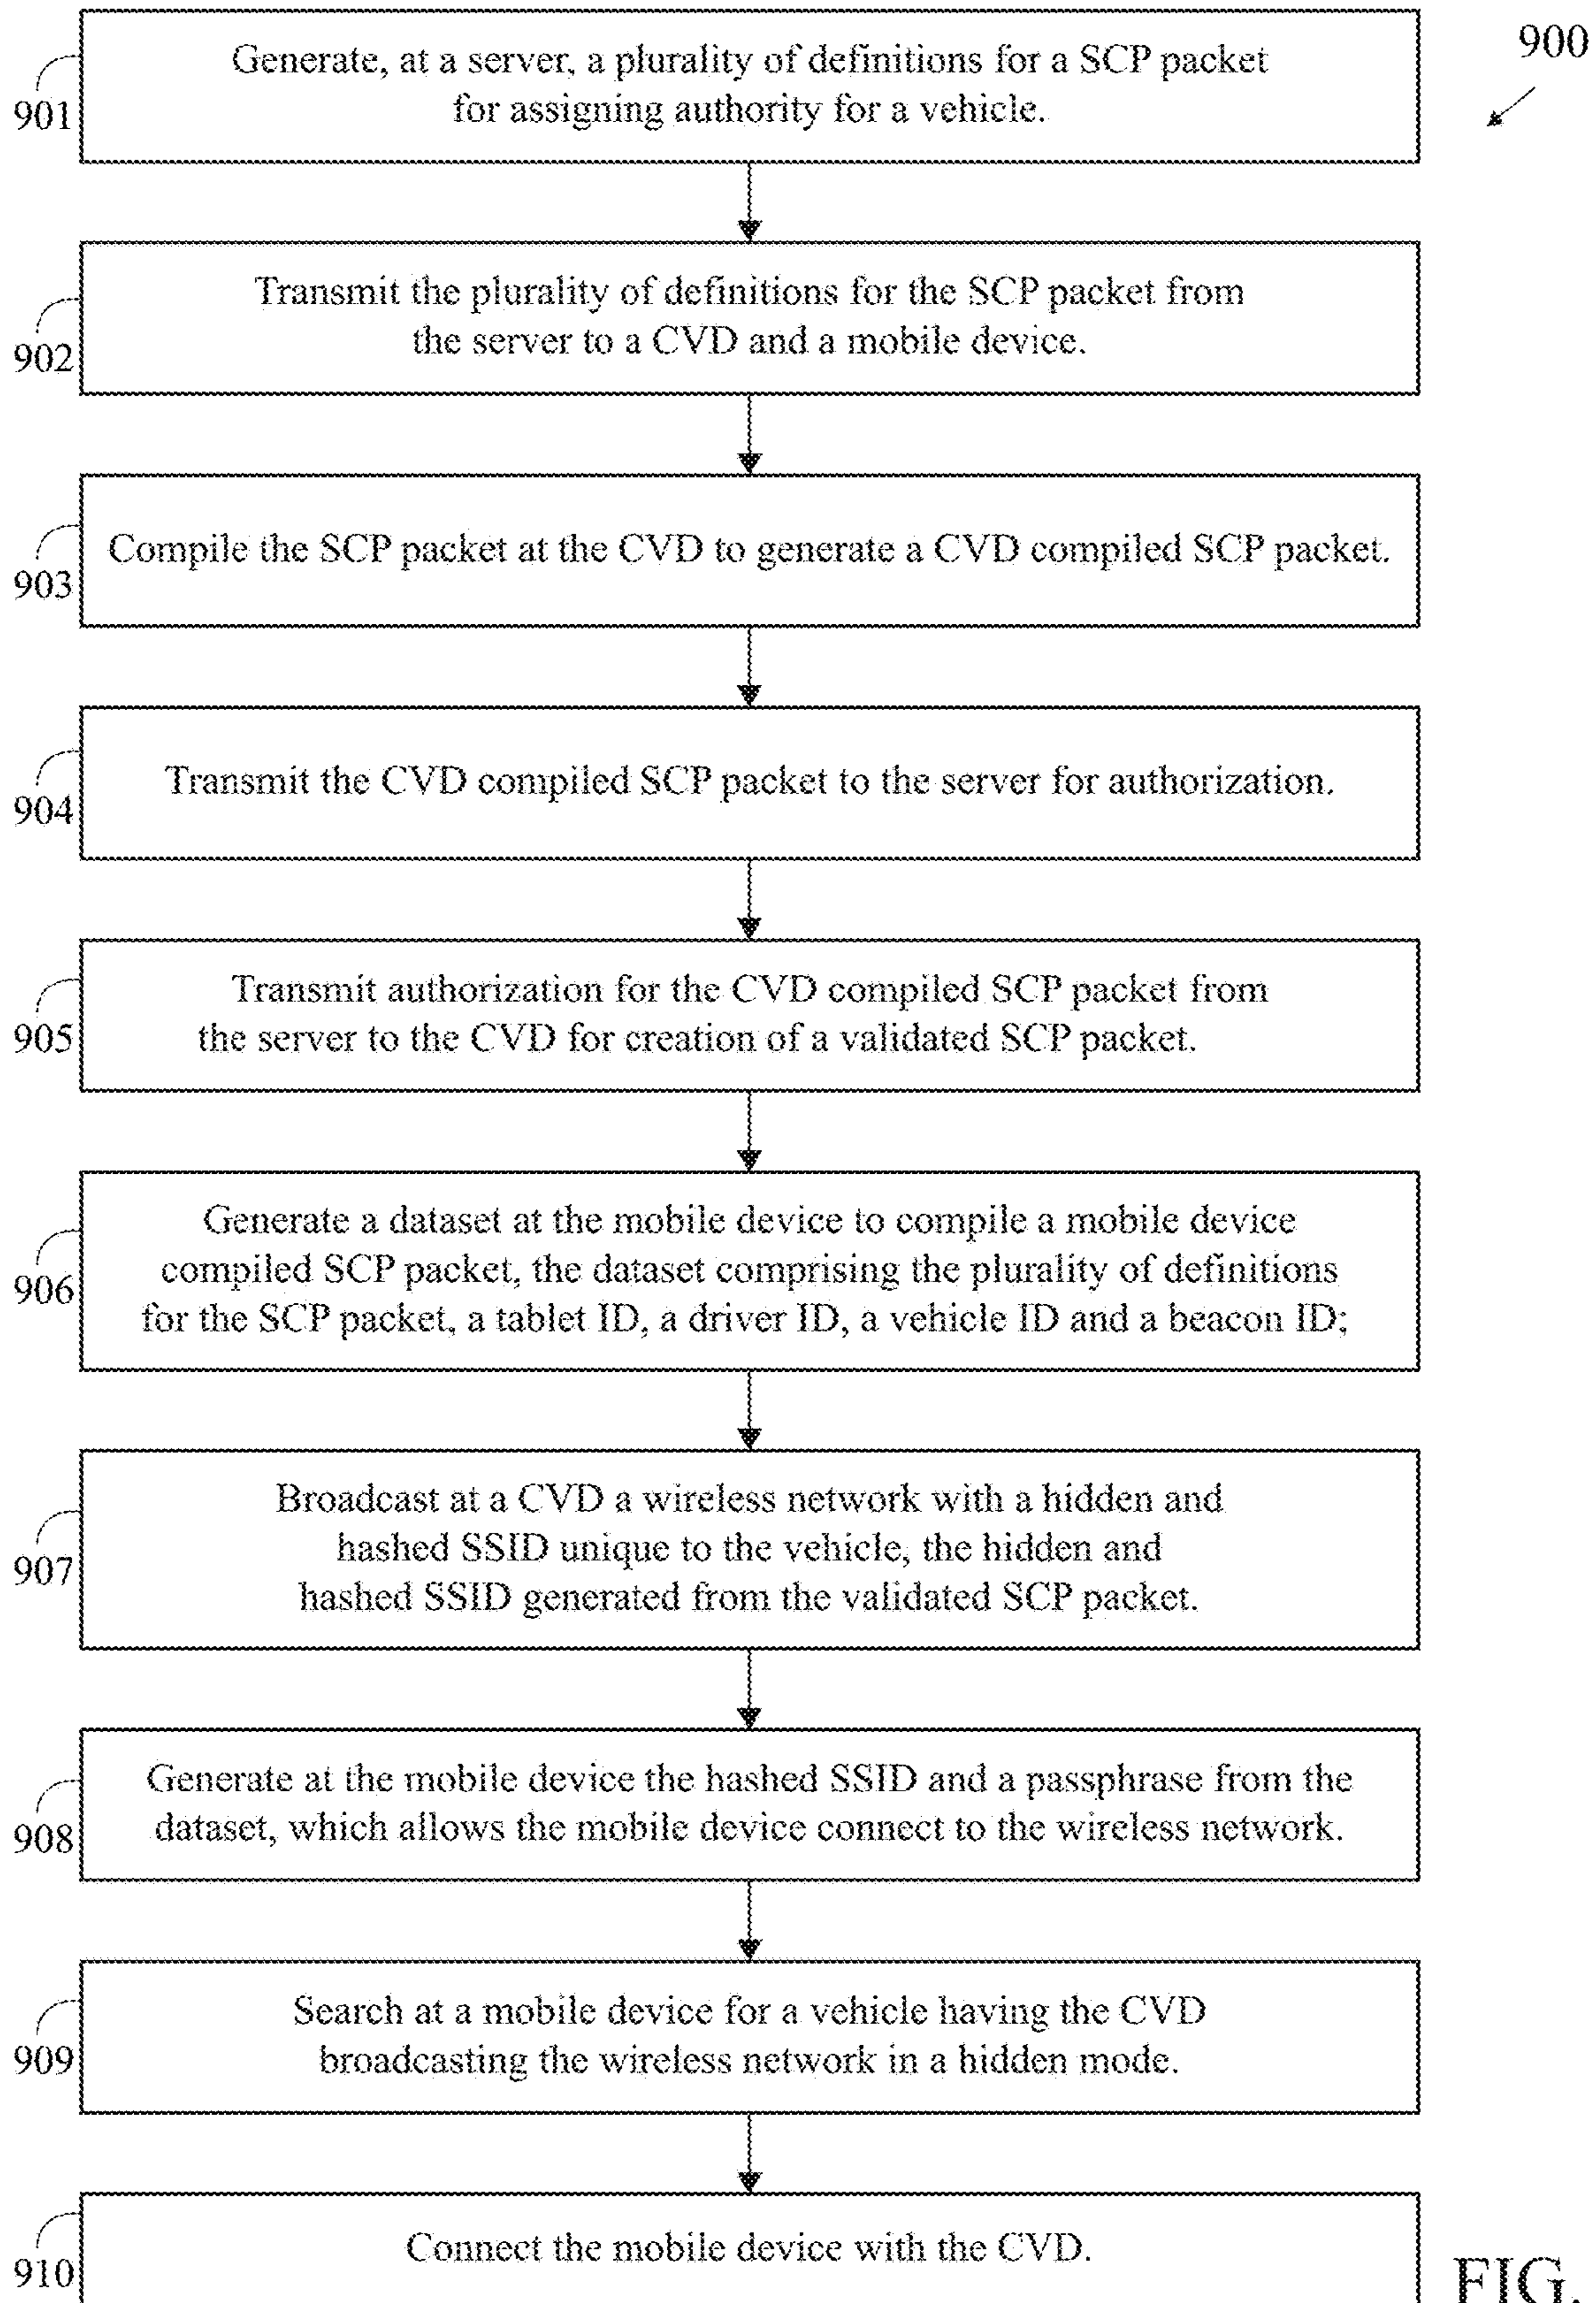 900
901
Generate, at a server, a plurality of definitions for a SCP packet
for assigning authority for a vehicle.
902
Transmit the plurality of definitions for the SCP packet from
the server to a CVD and a mobile device.
903
Compile the SCP packet at the CVD to generate a CVD compiled SCP packet.
904
Transmit the CVD compiled SCP packet to the server for authorization.
905
Transmit authorization for the CVD compiled SCP packet from
the server to the CVD for creation of a validated SCP packet.
906
Generate a dataset at the mobile device to compile a mobile device
compiled SCP packet, the dataset comprising the plurality of definitions
for the SCP packet, a tablet ID, a driver ID, a vehicle ID and a beacon ID;
907
Broadcast at a CVD a wireless network with a hidden and
hashed SSID unique to the vehicle, the hidden and
hashed SSID generated from the validated SCP packet.
908
Generate at the mobile device the hashed SSID and a passphrase from the
dataset, which allows the mobile device connect to the wireless network.
909
Search at a mobile device for a vehicle having the CVD
broadcasting the wireless network in a hidden mode.
910
Connect the mobile device with the CVD.
FIG.